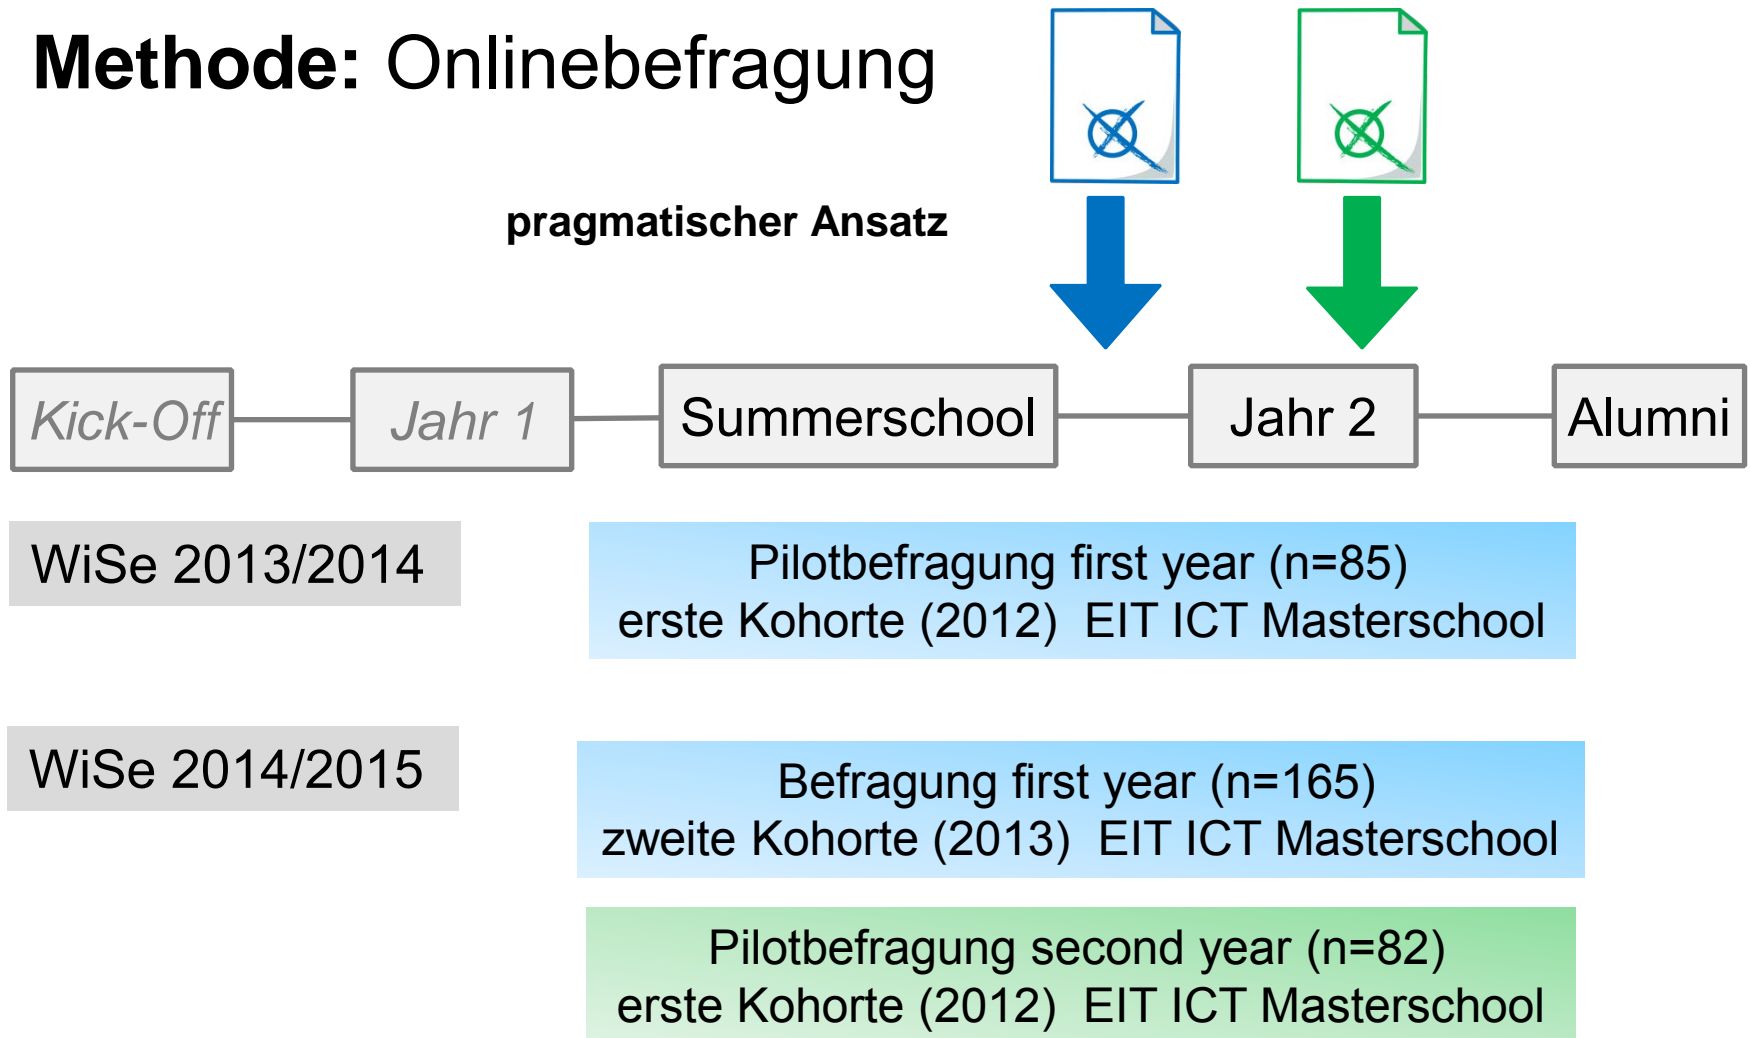 Methode: Onlinebefragung
pragmatischer Ansatz
Kick-Off
Jahr 1
Summerschool
Jahr 2
Alumni
WiSe 2013/2014
Pilotbefragung first year (n=85)
erste Kohorte (2012) EIT ICT Masterschool
WiSe 2014/2015
Befragung first year (n=165)
zweite Kohorte (2013) EIT ICT Masterschool
Pilotbefragung second year (n=82)
erste Kohorte (2012) EIT ICT Masterschool